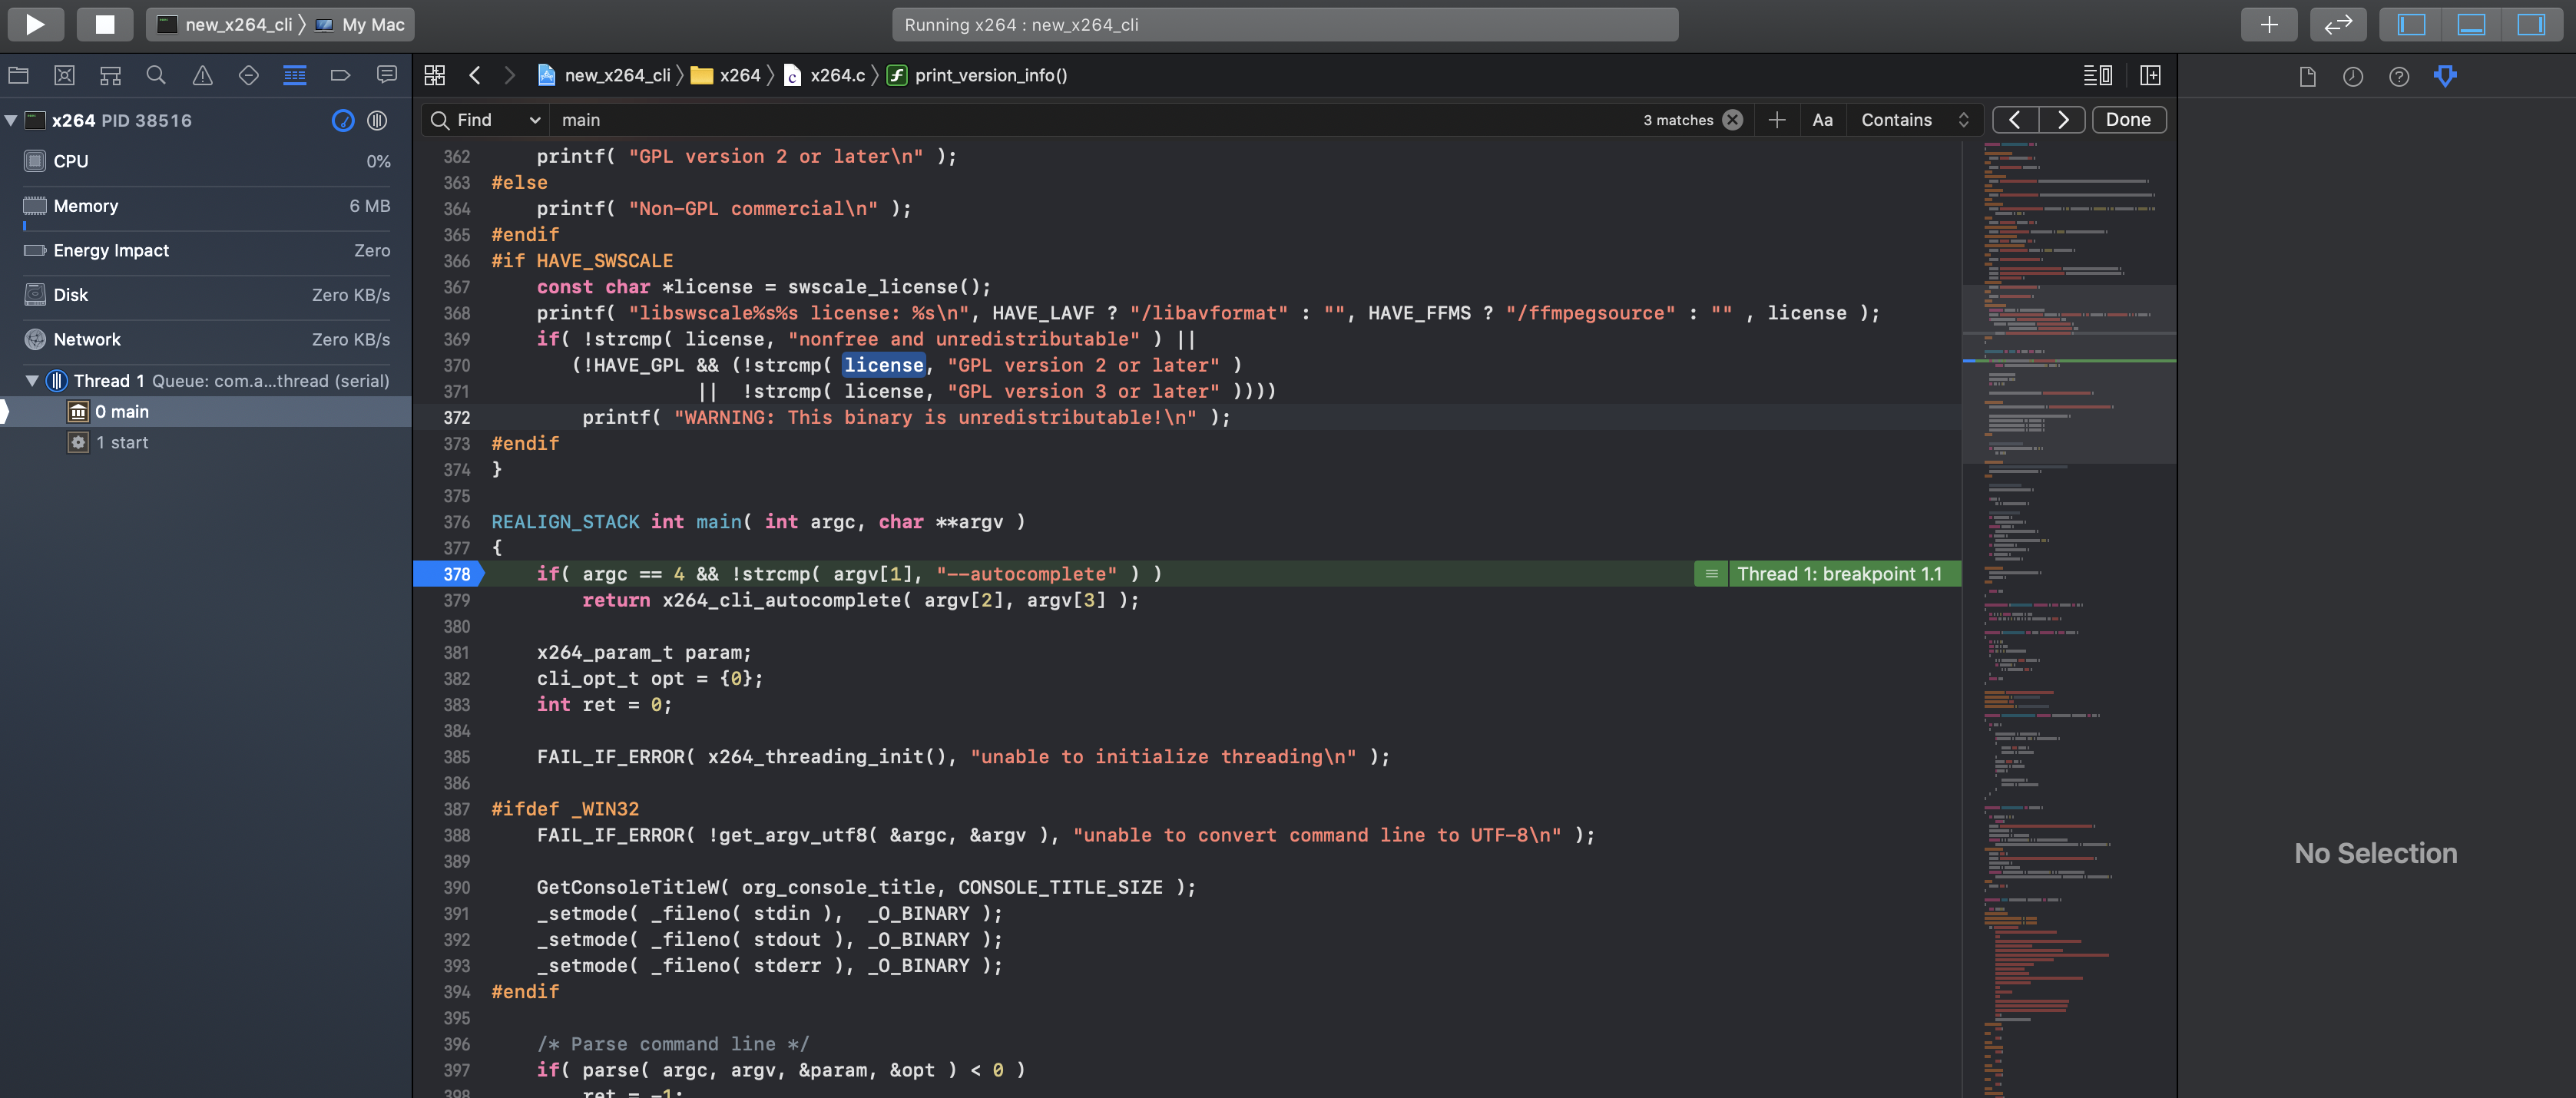 new_x264_cli 〉 My Mac
Running x264 : new_x264_cli
x264 PID 38516
CPU 0%
Memory 6 MB
Energy Impact Zero
Disk Zero KB/s
Network Zero KB/s
Thread 1 Queue: com.a...thread (serial)
0 main
1 start
new_x264_cli 〉 x264 〉 x264.c 〉 print_version_info()
Find main 3 matches Aa Contains Done
362     printf( "GPL version 2 or later\n" );
363 #else
364     printf( "Non-GPL commercial\n" );
365 #endif
366 #if HAVE_SWSCALE
367     const char *license = swscale_license();
368     printf( "libswscale%s%s license: %s\n", HAVE_LAVF ? "/libavformat" : "", HAVE_FFMS ? "/ffmpegsource" : "" , license );
369     if( !strcmp( license, "nonfree and unredistributable" ) ||
370        (!HAVE_GPL && (!strcmp( license, "GPL version 2 or later" )
371                   ||  !strcmp( license, "GPL version 3 or later" ))))
372         printf( "WARNING: This binary is unredistributable!\n" );
373 #endif
374 }
375
376 REALIGN_STACK int main( int argc, char **argv )
377 {
378     if( argc == 4 && !strcmp( argv[1], "--autocomplete" ) ) Thread 1: breakpoint 1.1
379         return x264_cli_autocomplete( argv[2], argv[3] );
380
381     x264_param_t param;
382     cli_opt_t opt = {0};
383     int ret = 0;
384
385     FAIL_IF_ERROR( x264_threading_init(), "unable to initialize threading\n" );
386
387 #ifdef _WIN32
388     FAIL_IF_ERROR( !get_argv_utf8( &argc, &argv ), "unable to convert command line to UTF-8\n" );
389
390     GetConsoleTitleW( org_console_title, CONSOLE_TITLE_SIZE );
391     _setmode( _fileno( stdin ),  _O_BINARY );
392     _setmode( _fileno( stdout ), _O_BINARY );
393     _setmode( _fileno( stderr ), _O_BINARY );
394 #endif
395
396     /* Parse command line */
397     if( parse( argc, argv, &param, &opt ) < 0 )
398         ret = -1;
No Selection